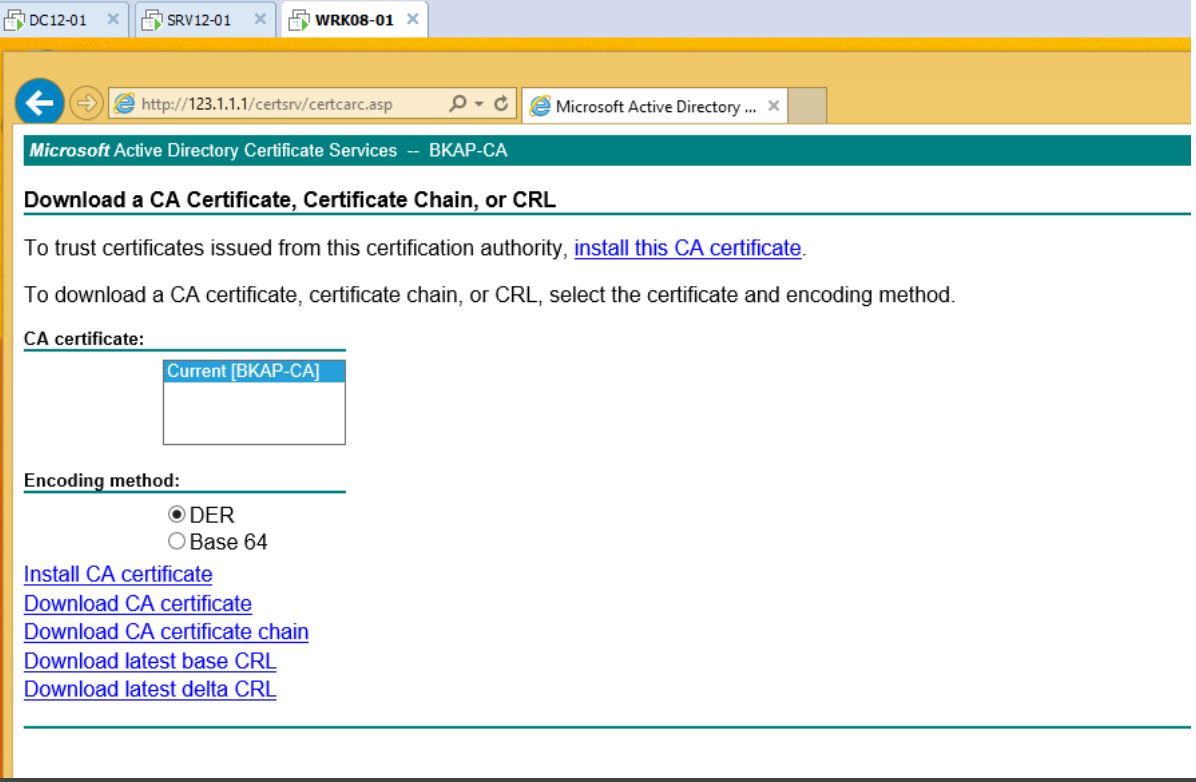 DC12-01 × SRV12-01 × WRK08-01 ×
http://123.1.1.1/certsrv/certcarc.asp Microsoft Active Directory ... ×
Microsoft Active Directory Certificate Services -- BKAP-CA
Download a CA Certificate, Certificate Chain, or CRL
To trust certificates issued from this certification authority, install this CA certificate.
To download a CA certificate, certificate chain, or CRL, select the certificate and encoding method.
CA certificate:
Current [BKAP-CA]
Encoding method:
DER
Base 64
Install CA certificate
Download CA certificate
Download CA certificate chain
Download latest base CRL
Download latest delta CRL